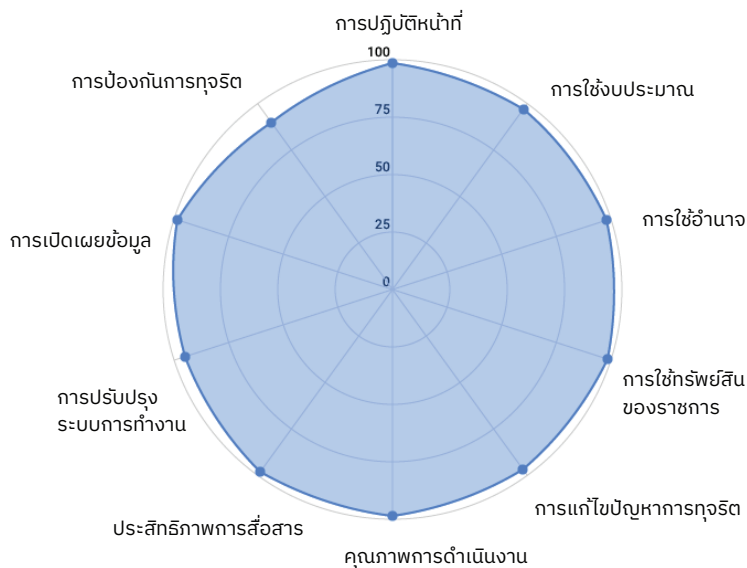 การปฏิบัติหน้าที่
100
การป้องกันการทุจริต
การใช้งบประมาณ
75
50
การใช้อำนาจ
25
การเปิดเผยข้อมูล
0
การใช้ทรัพย์สิน
ของราชการ
การปรับปรุง
ระบบการทำงาน
การแก้ไขปัญหาการทุจริต
ประสิทธิภาพการสื่อสาร
คุณภาพการดำเนินงาน